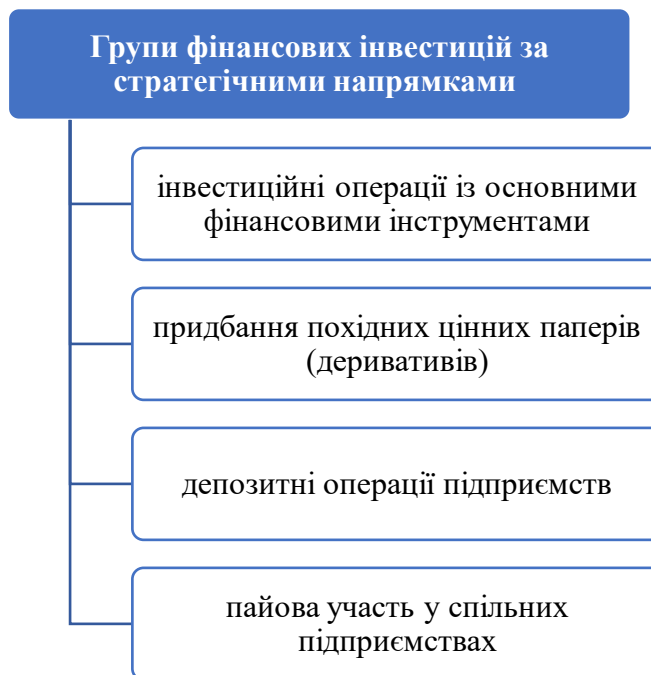 Групи фінансових інвестицій за
стратегічними напрямками
інвестиційні операції із основними
фінансовими інструментами
придбання похідних цінних паперів
(деривативів)
депозитні операції підприємств
пайова участь у спільних
підприємствах